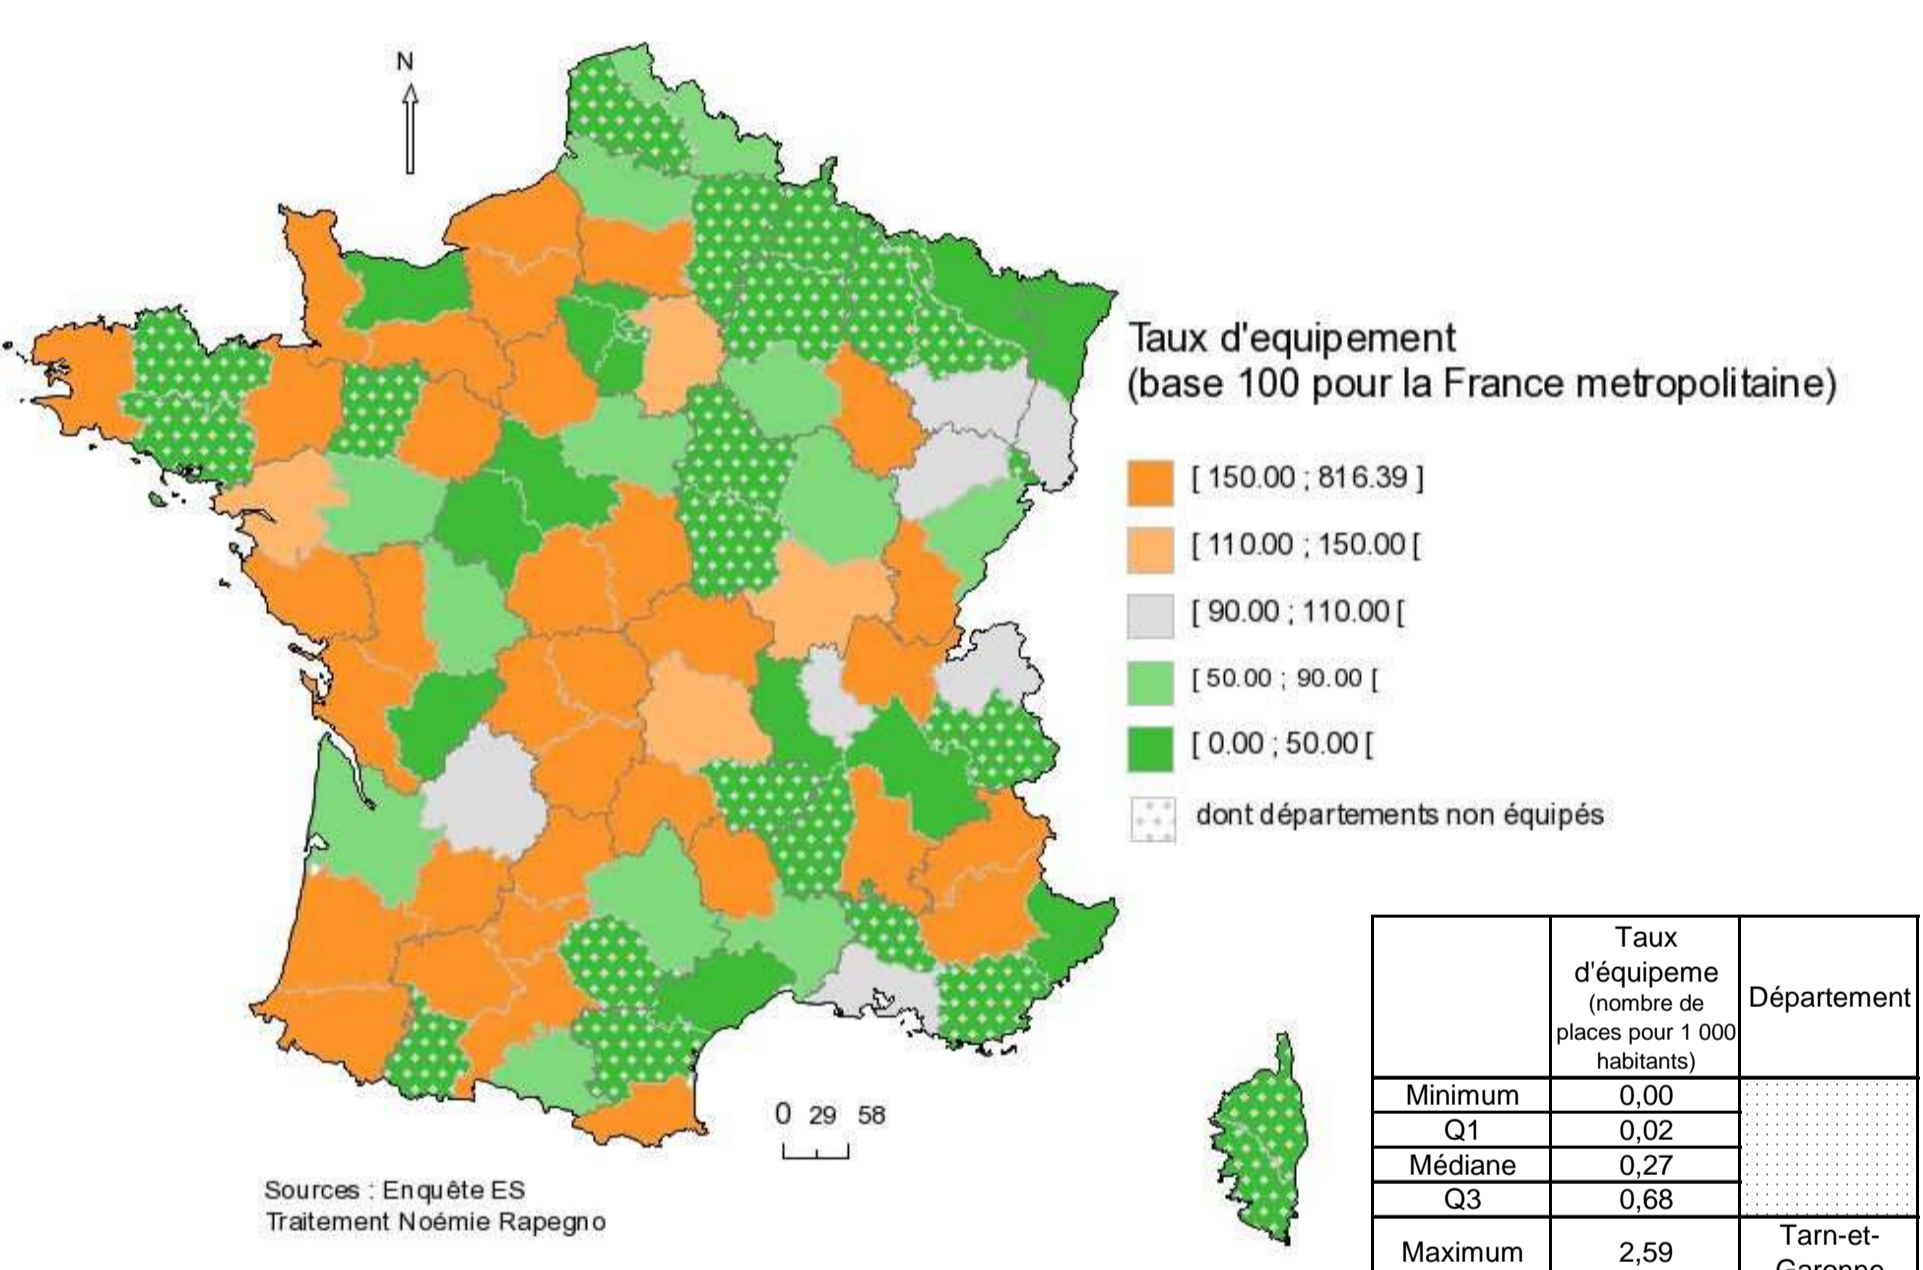 N
Taux d'equipement
(base 100 pour la France metropolitaine)
[ 150.00 ; 816.39 ]
[ 110.00 ; 150.00 [
[ 90.00 ; 110.00 [
[ 50.00 ; 90.00 [
[ 0.00 ; 50.00 [
dont départements non équipés
0 29 58
Sources : Enquête ES
Traitement Noémie Rapegno
Taux
d'équipeme
(nombre de
places pour 1 000
habitants)
Département
Minimum 0,00
Q1 0,02
Médiane 0,27
Q3 0,68
Maximum 2,59 Tarn-et-
Garonne